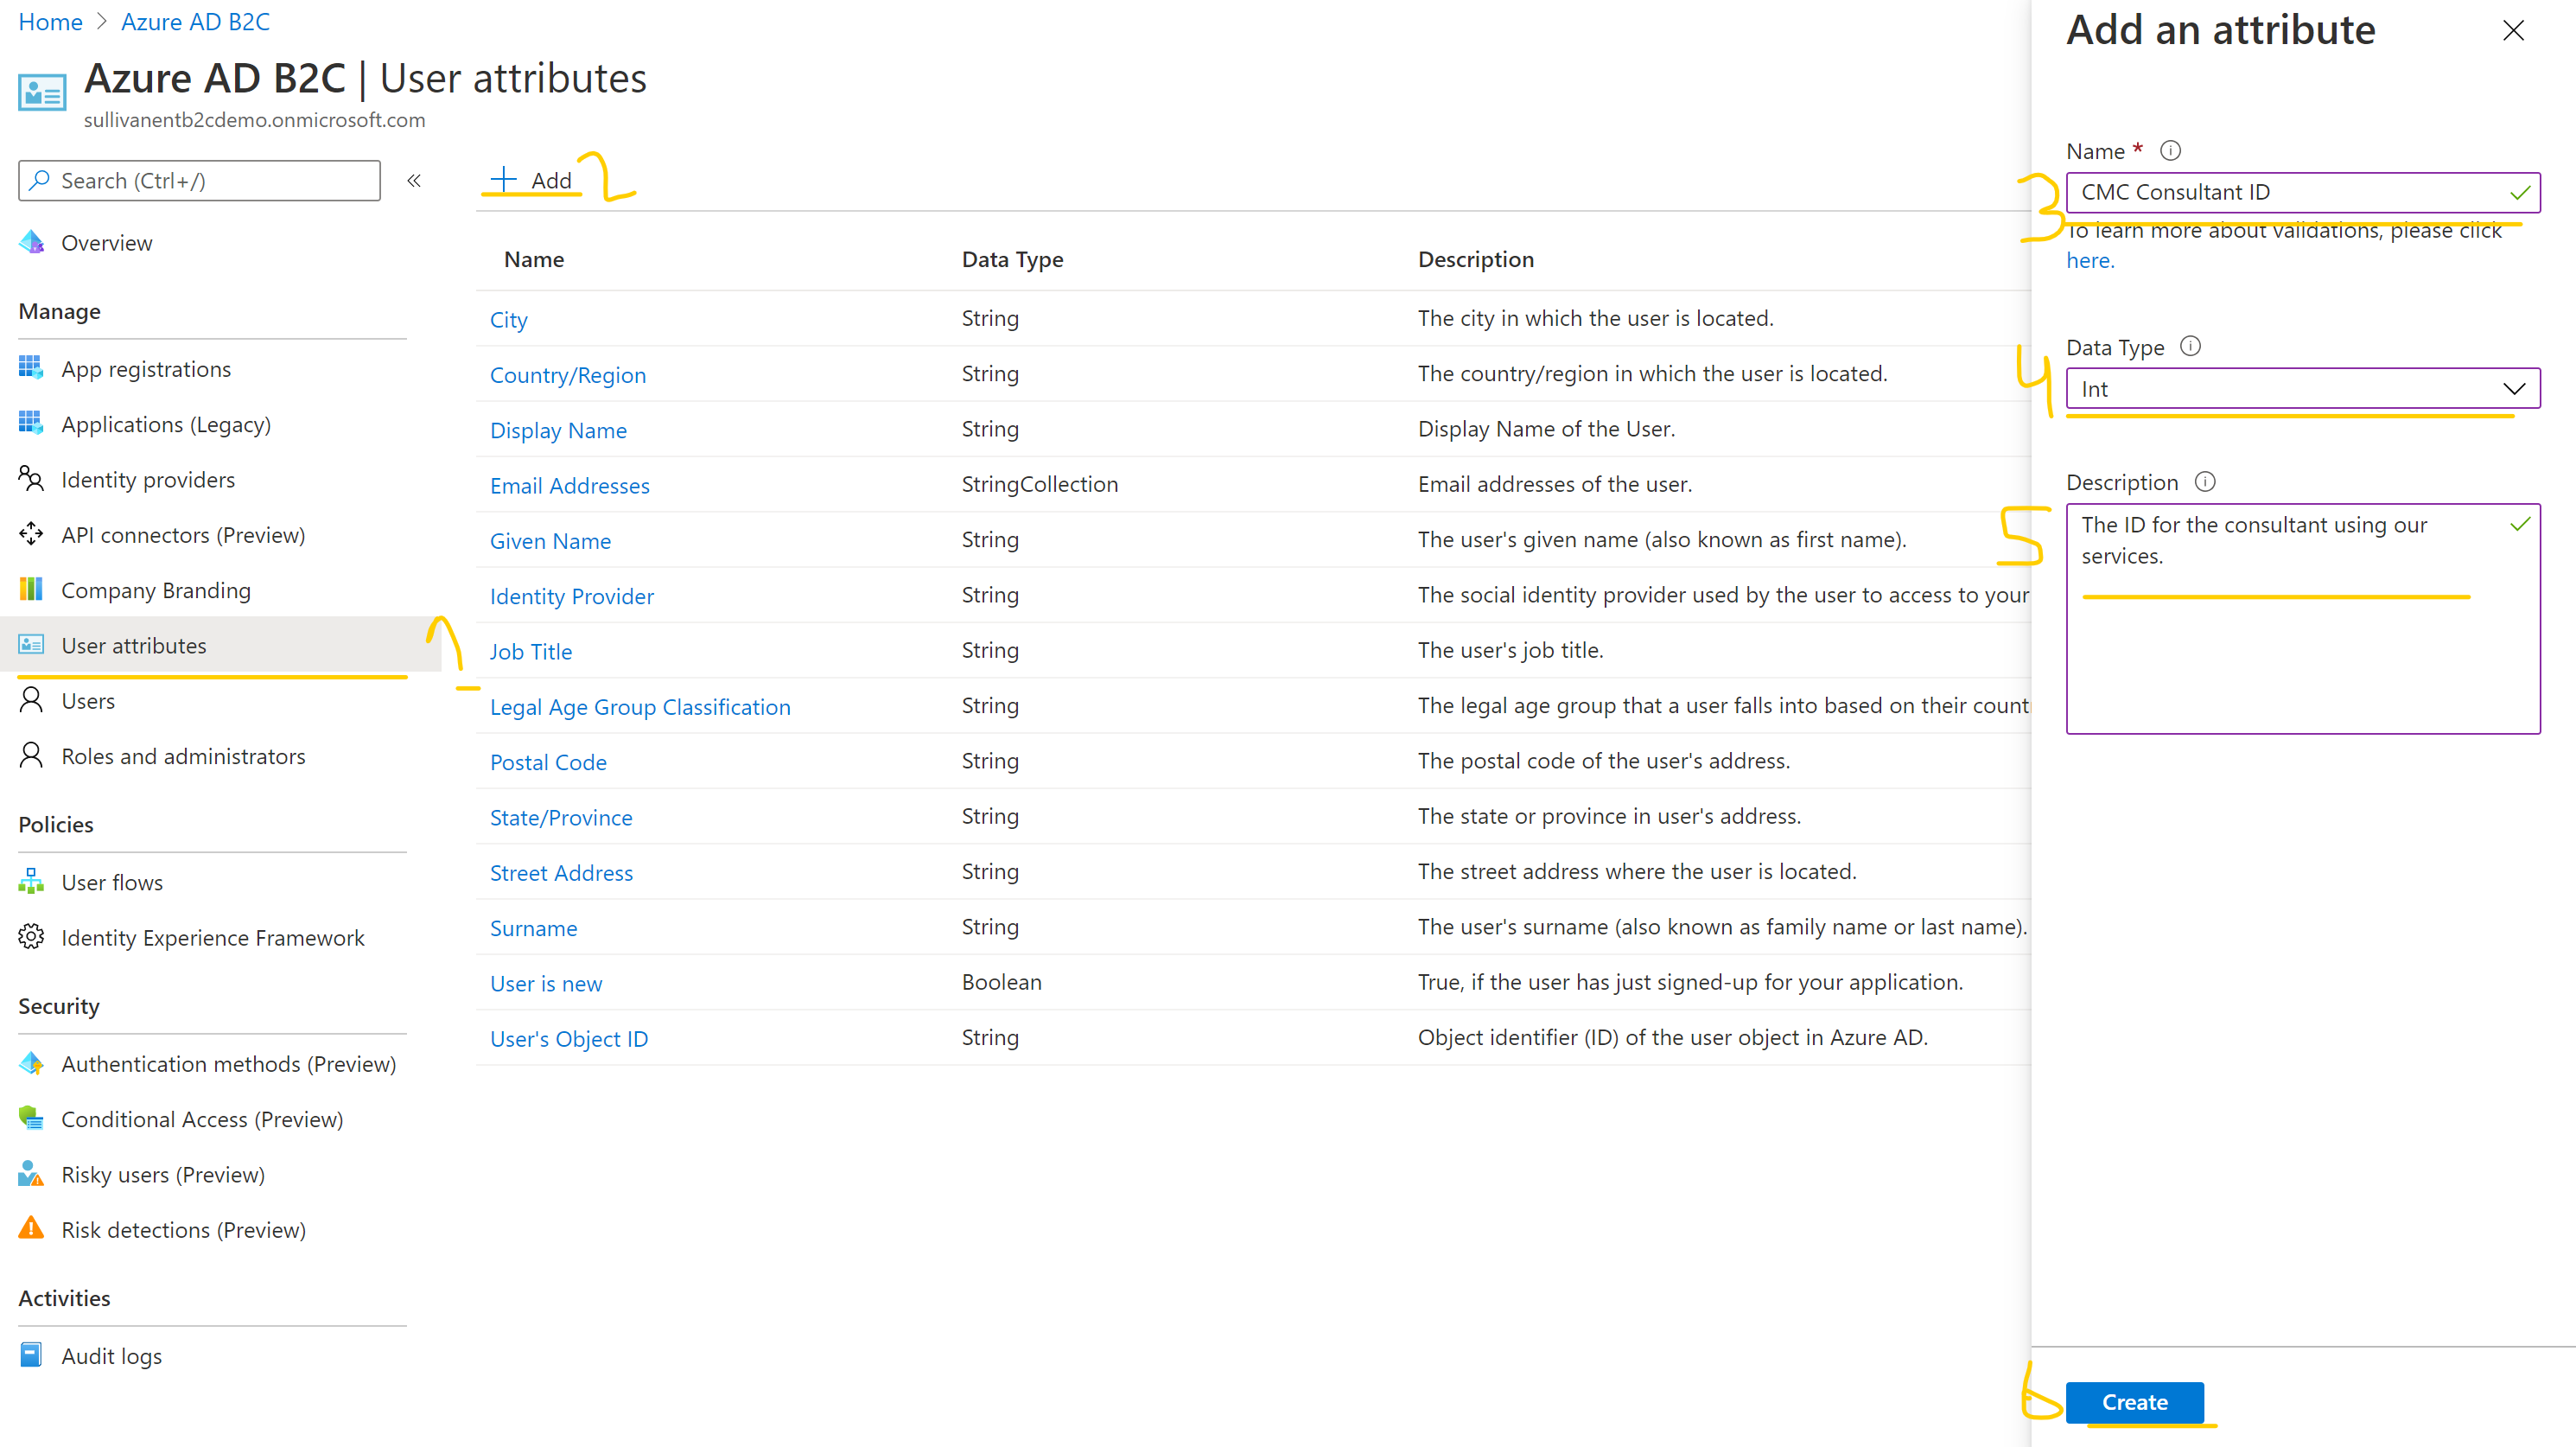 Home > Azure AD B2C
Azure AD B2C | User attributes
sullivanentb2cdemo.onmicrosoft.com
Search (Ctrl+/)
«
Overview
Manage
App registrations
Applications (Legacy)
Identity providers
API connectors (Preview)
Company Branding
User attributes
1
Users
Roles and administrators
Policies
User flows
Identity Experience Framework
Security
Authentication methods (Preview)
Conditional Access (Preview)
Risky users (Preview)
Risk detections (Preview)
Activities
Audit logs
+ Add 2
Name Data Type Description
City String The city in which the user is located.
Country/Region String The country/region in which the user is located.
Display Name String Display Name of the User.
Email Addresses StringCollection Email addresses of the user.
Given Name String The user's given name (also known as first name).
Identity Provider String The social identity provider used by the user to access to your
Job Title String The user's job title.
Legal Age Group Classification String The legal age group that a user falls into based on their count
Postal Code String The postal code of the user's address.
State/Province String The state or province in user's address.
Street Address String The street address where the user is located.
Surname String The user's surname (also known as family name or last name).
User is new Boolean True, if the user has just signed-up for your application.
User's Object ID String Object identifier (ID) of the user object in Azure AD.
Add an attribute
Name *
3 CMC Consultant ID
To learn more about validations, please click
here.
Data Type
4 Int
Description
5 The ID for the consultant using our
services.
6 Create